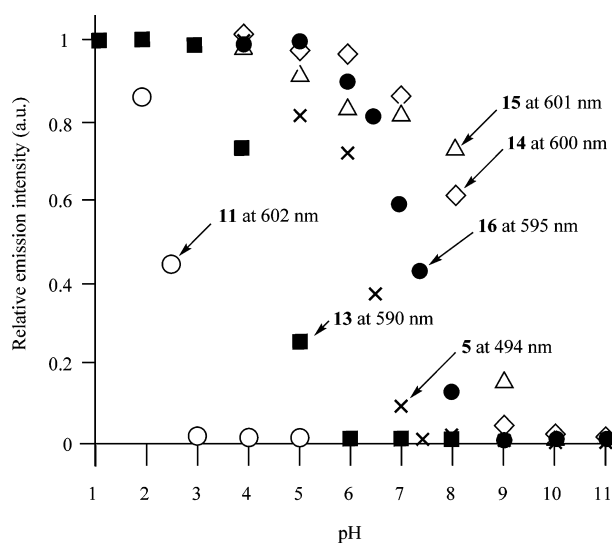 Relative emission intensity (a.u.)
1
0.8
0.6
0.4
0.2
0
15 at 601 nm
14 at 600 nm
11 at 602 nm
16 at 595 nm
13 at 590 nm
5 at 494 nm
1 2 3 4 5 6 7 8 9 10 11
pH